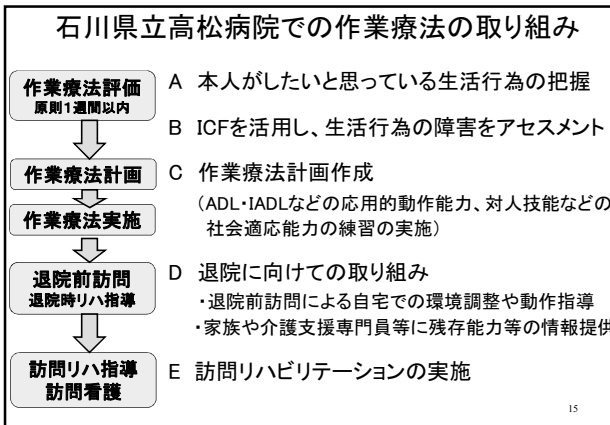 石川県立高松病院での作業療法の取り組み
作業療法評価
原則1週間以内
A 本人がしたいと思っている生活行為の把握
B ICFを活用し、生活行為の障害をアセスメント
作業療法計画
C 作業療法計画作成
(ADL・IADLなどの応用的動作能力、対人技能などの
社会適応能力の練習の実施)
作業療法実施
退院前訪問
退院時リハ指導
D 退院に向けての取り組み
・退院前訪問による自宅での環境調整や動作指導
・家族や介護支援専門員等に残存能力等の情報提供
訪問リハ指導
訪問看護
E 訪問リハビリテーションの実施
15